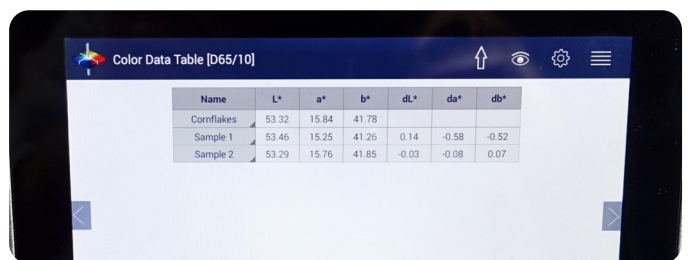 Color Data Table [D65/10]
Name L* a* b* dL* da* db*
Cornflakes 53.32 15.84 41.78
Sample 1 53.46 15.25 41.26 0.14 -0.58 -0.52
Sample 2 53.29 15.76 41.85 -0.03 -0.08 0.07